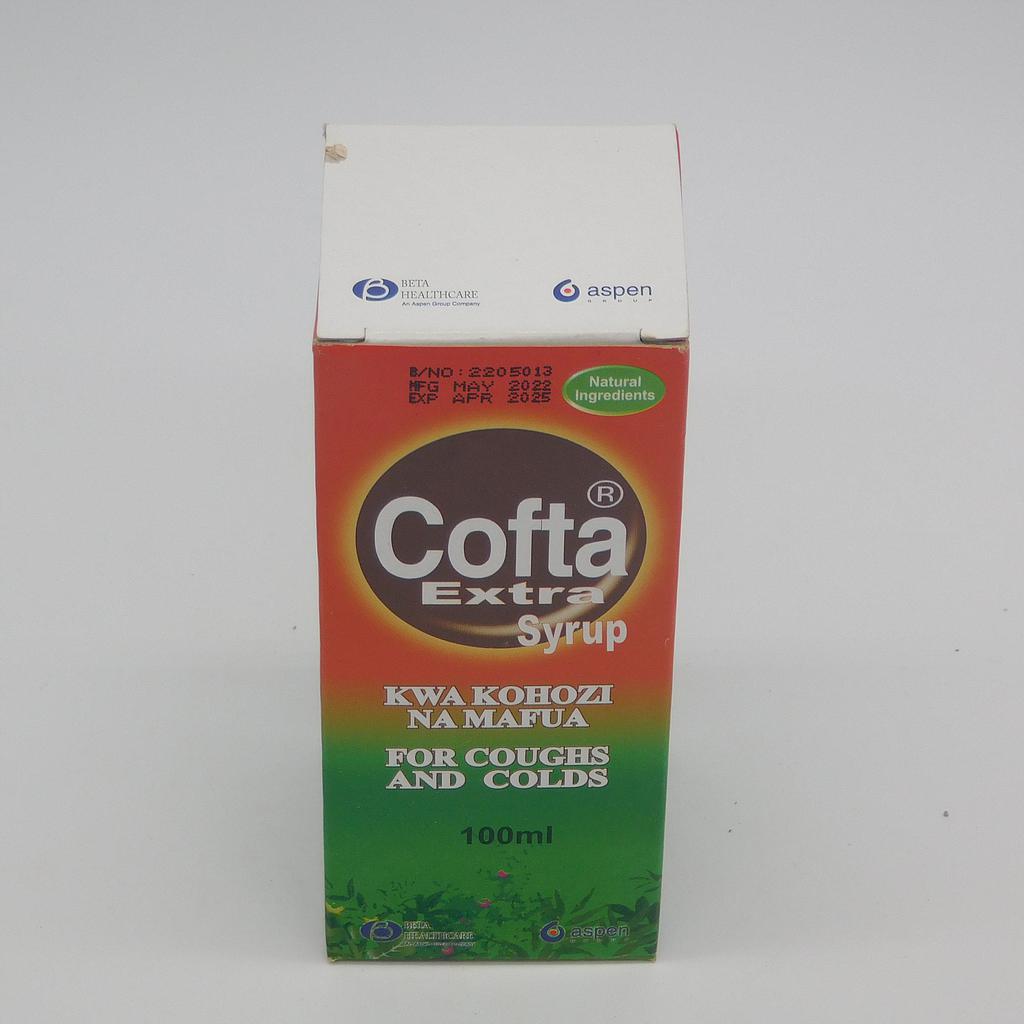 BETA
HEALTHCARE
An Aspen Group Company
aspen
GROUP
B/NO: 2205013
MFG MAY 2022
EXP APR 2025
Natural
Ingredients
Cofta®
Extra
Syrup
KWA KOHOZI
NA MAFUA
FOR COUGHS
AND COLDS
100ml
BETA
HEALTHCARE
aspen
GROUP